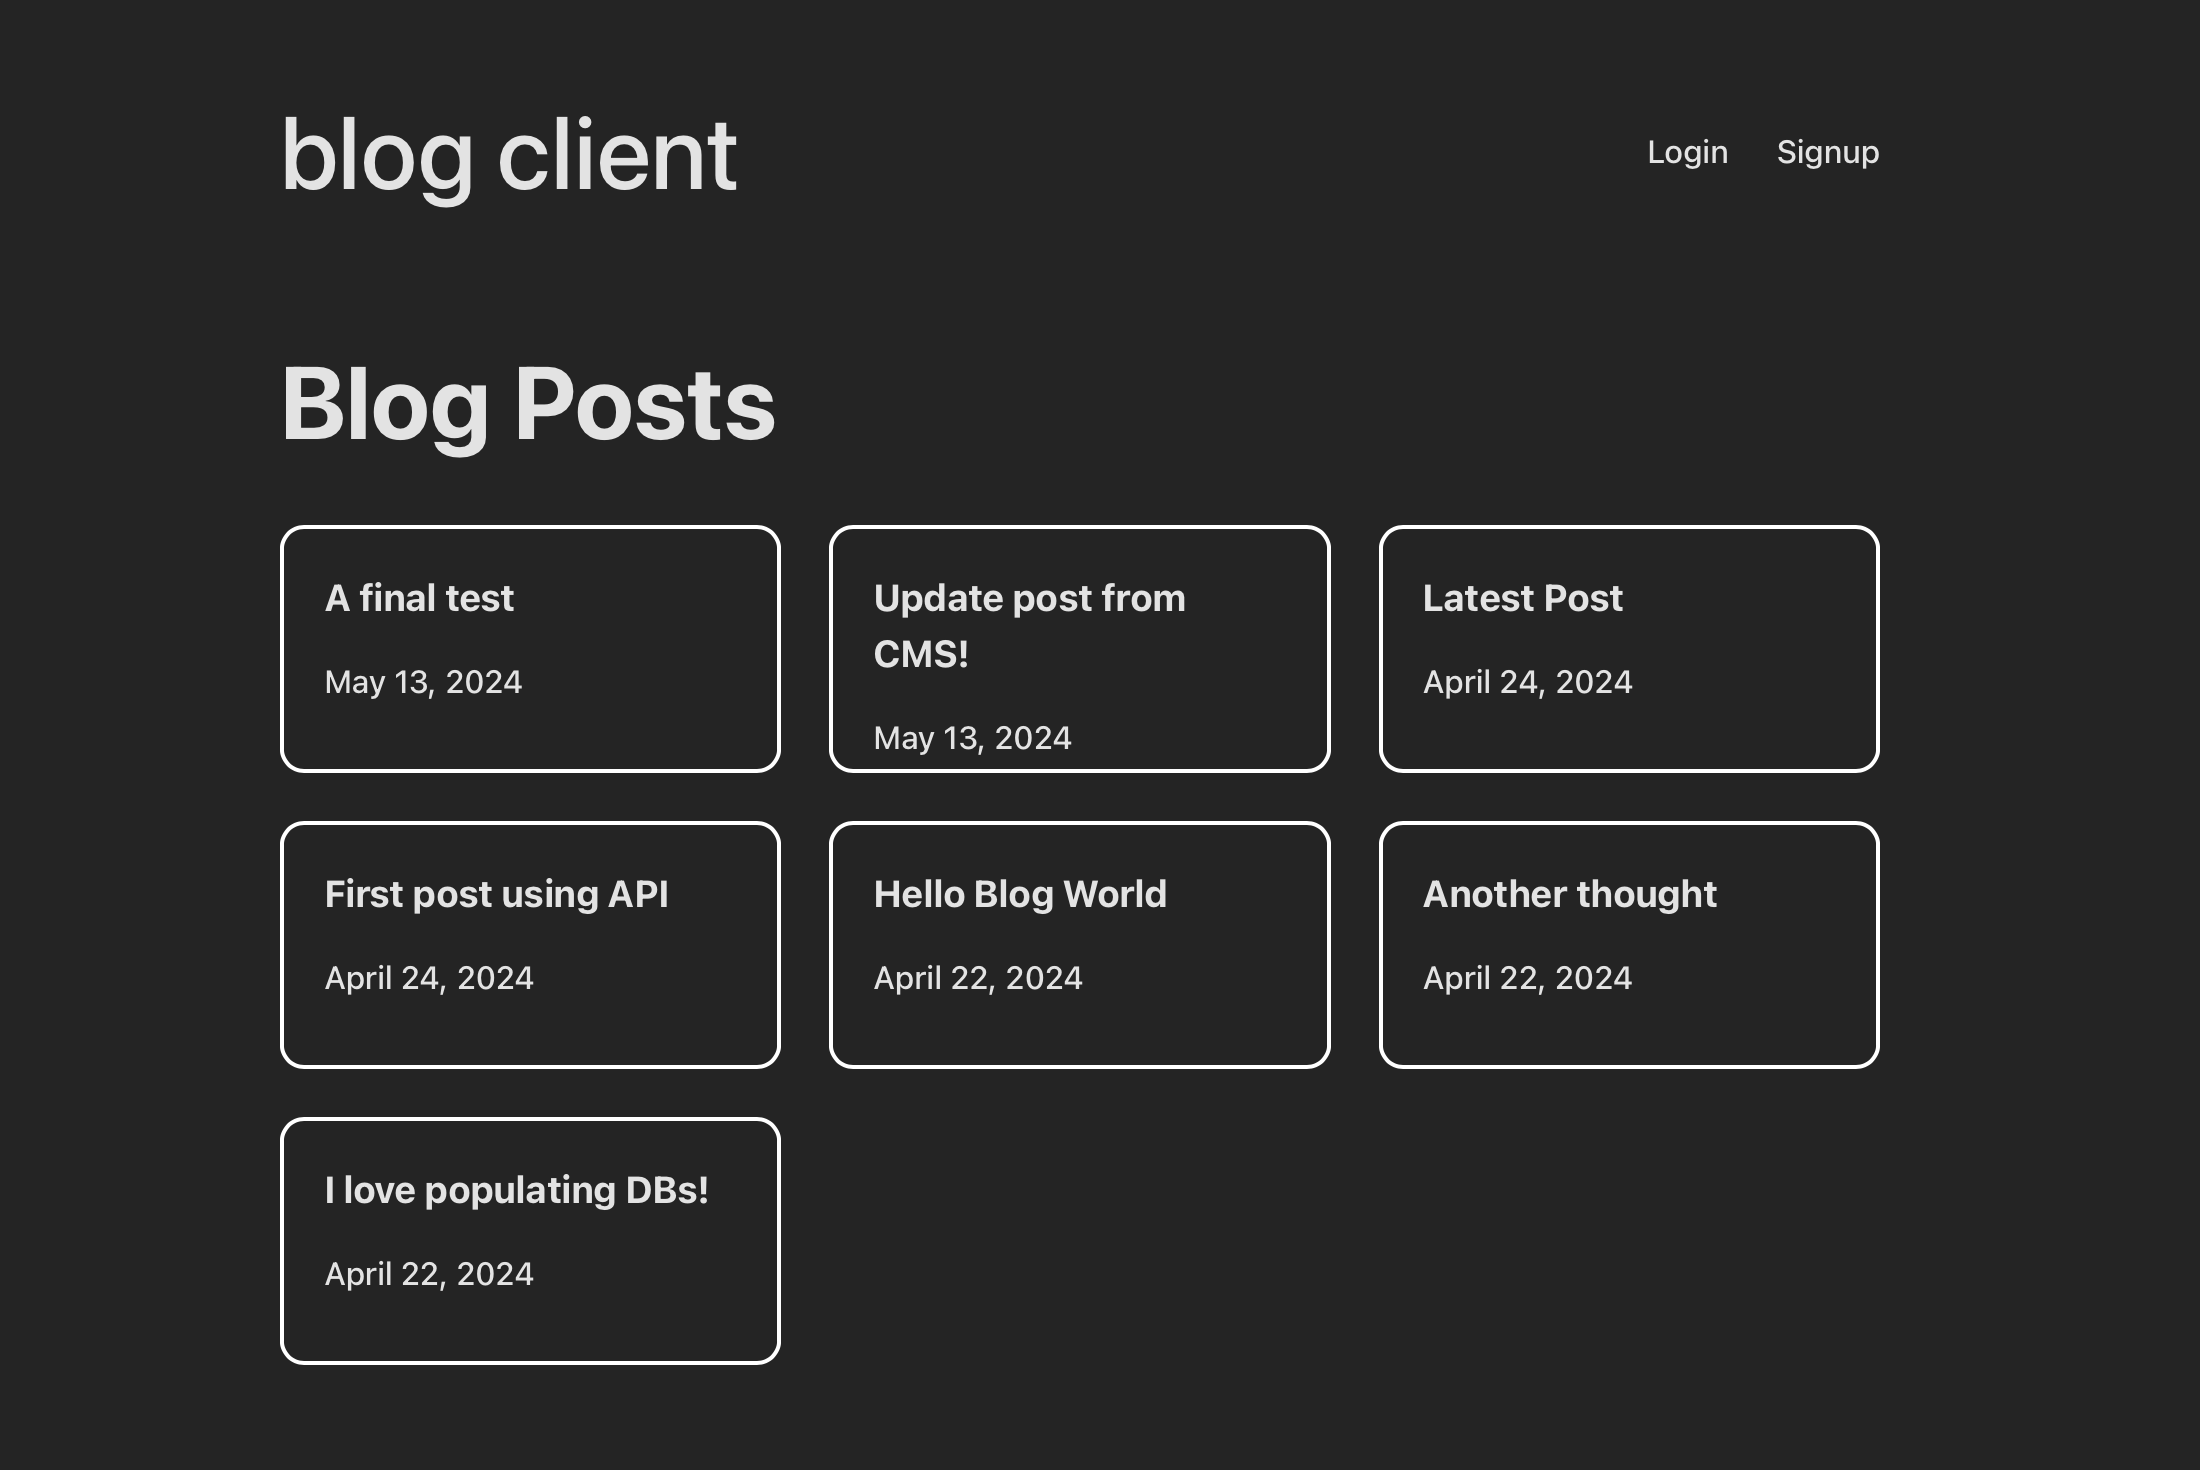 blog client
Login
Signup
Blog Posts
A final test
May 13, 2024
Update post from
CMS!
May 13, 2024
Latest Post
April 24, 2024
First post using API
April 24, 2024
Hello Blog World
April 22, 2024
Another thought
April 22, 2024
I love populating DBs!
April 22, 2024